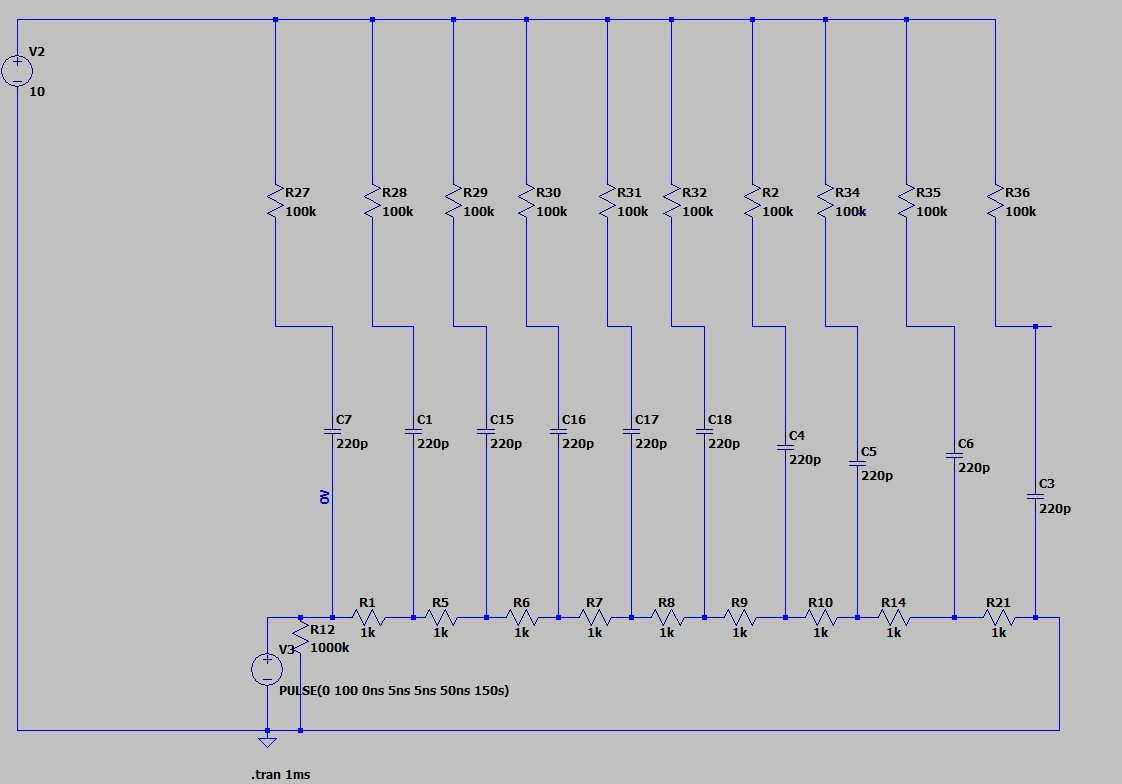 V2
10
R27
100k
R28
100k
R29
100k
R30
100k
R31
100k
R32
100k
R2
100k
R34
100k
R35
100k
R36
100k
C7
220p
C1
220p
C15
220p
C16
220p
C17
220p
C18
220p
C4
220p
C5
220p
C6
220p
C3
220p
0V
R1
1k
R5
1k
R6
1k
R7
1k
R8
1k
R9
1k
R10
1k
R14
1k
R21
1k
R12
1000k
V3
PULSE(0 100 0ns 5ns 5ns 50ns 150s)
.tran 1ms